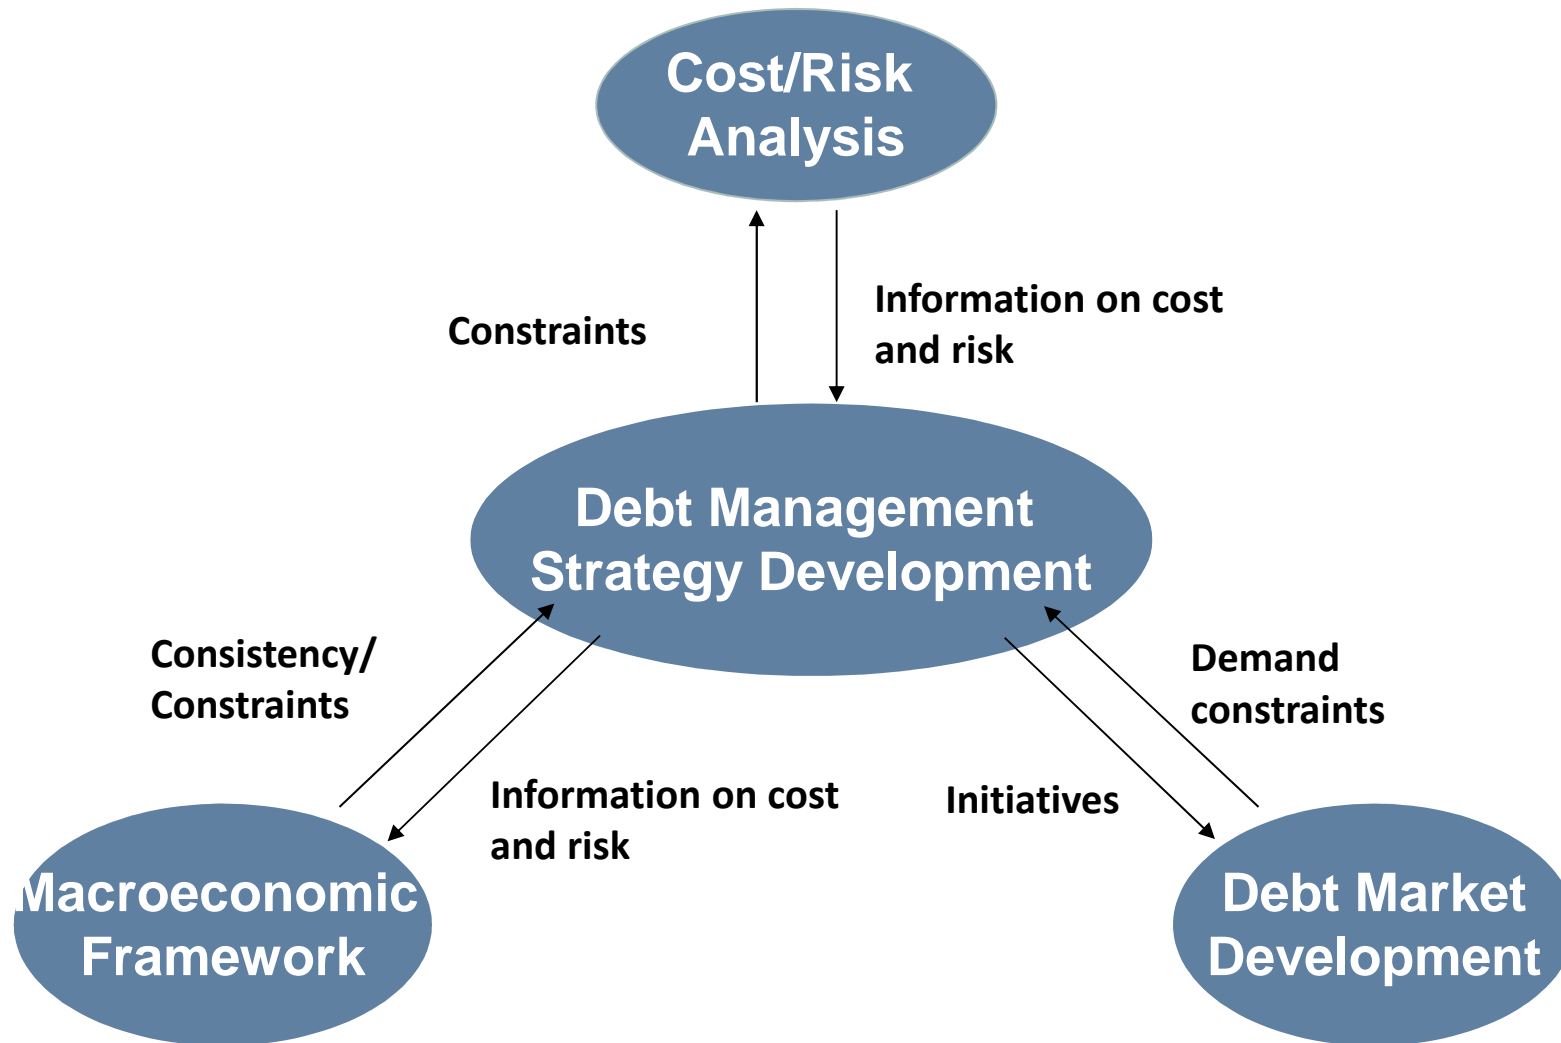 Cost/Risk
Analysis
Constraints
Information on cost
and risk
Debt Management
Strategy Development
Consistency/
Constraints
Demand
constraints
Information on cost
and risk
Initiatives
Macroeconomic
Framework
Debt Market
Development